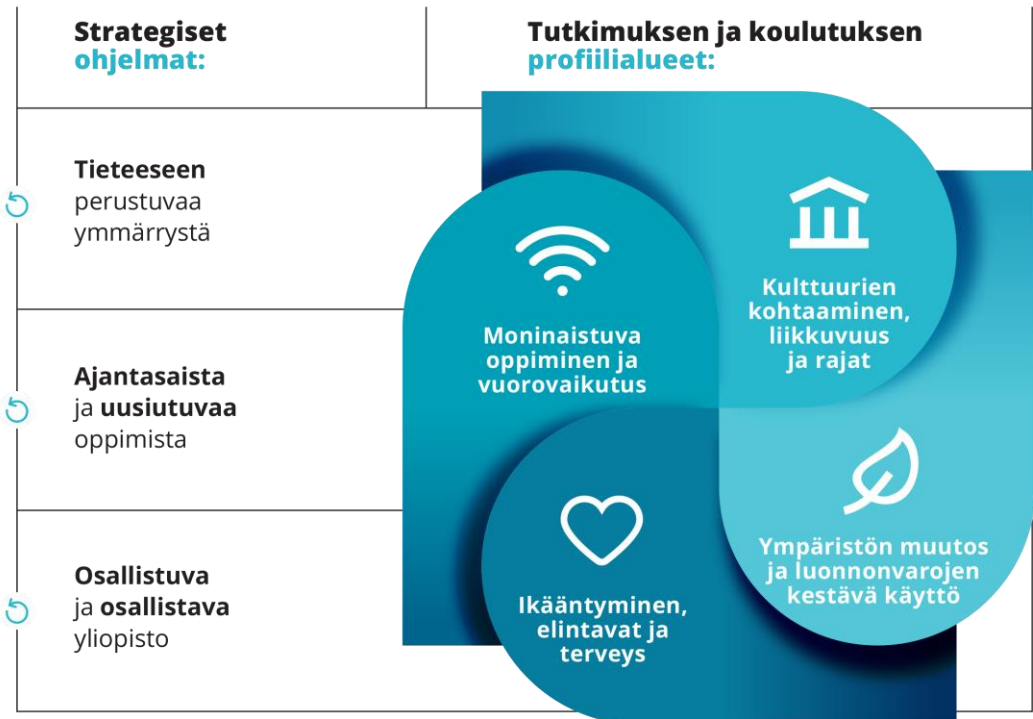 Strategiset
ohjelmat:
Tutkimuksen ja koulutuksen
profiilialueet:
Tieteeseen
perustuvaa
ymmärrystä
Ajantasaista
ja uusiutuvaa
oppimista
Osallistuva
ja osallistava
yliopisto
Moninaistuva
oppiminen ja
vuorovaikutus
Kulttuurien
kohtaaminen,
liikkuvuus
ja rajat
Ikääntyminen,
elintavat ja
terveys
Ympäristön muutos
ja luonnonvarojen
kestävä käyttö